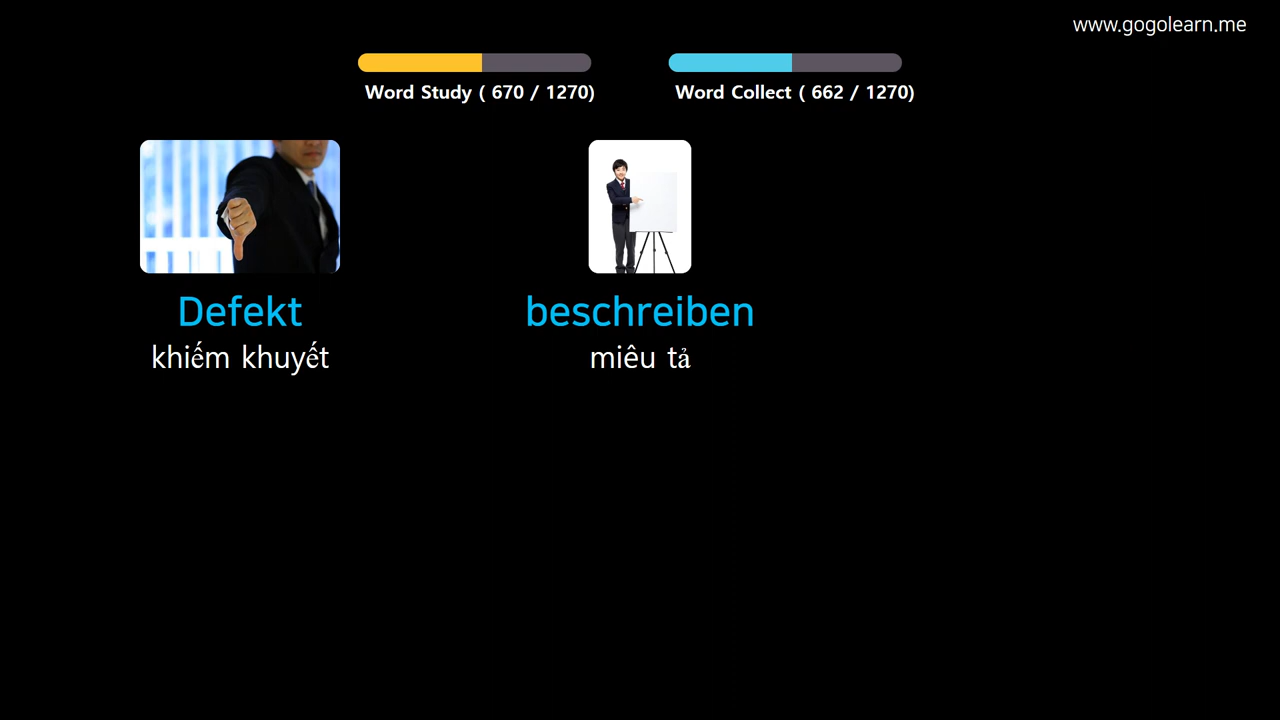 www.gogolearn.me
Word Study ( 670 / 1270)
Word Collect ( 662 / 1270)
Defekt
khiếm khuyết
beschreiben
miêu tả